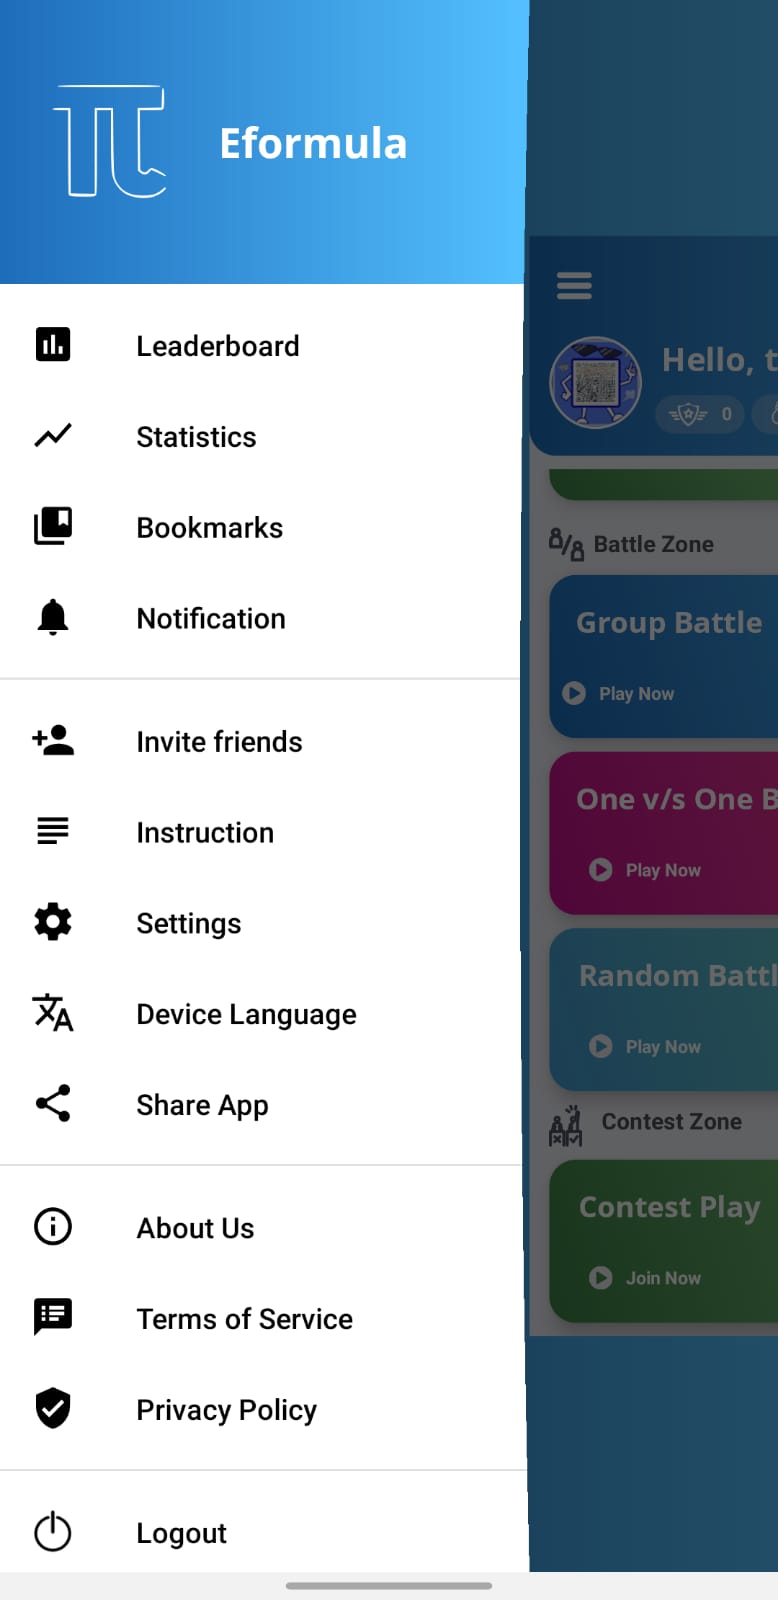 Eformula
Leaderboard
Statistics
Bookmarks
Notification
Invite friends
Instruction
Settings
Device Language
Share App
About Us
Terms of Service
Privacy Policy
Logout
Hello, t
0
Battle Zone
Group Battle
Play Now
One v/s One B
Play Now
Random Battl
Play Now
Contest Zone
Contest Play
Join Now